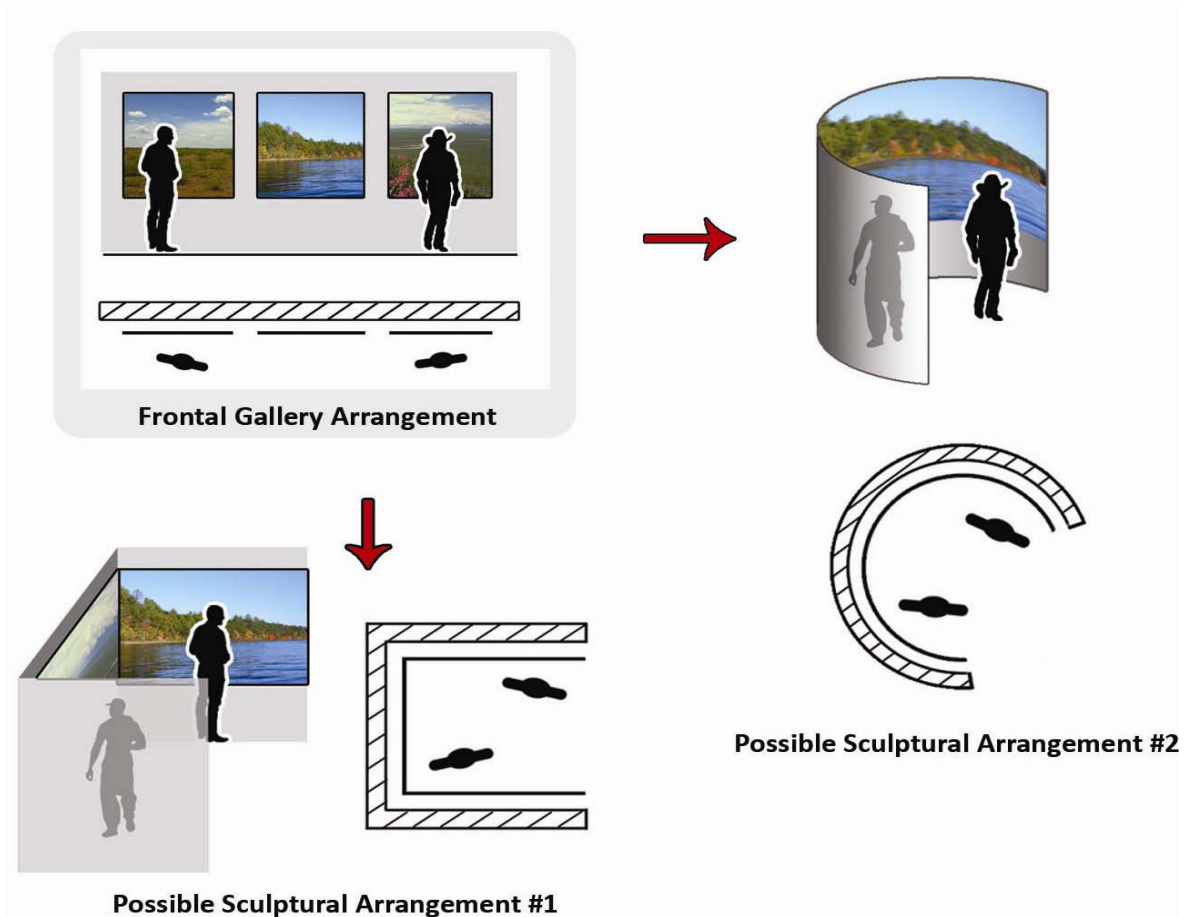 Frontal Gallery Arrangement
Possible Sculptural Arrangement #2
Possible Sculptural Arrangement #1